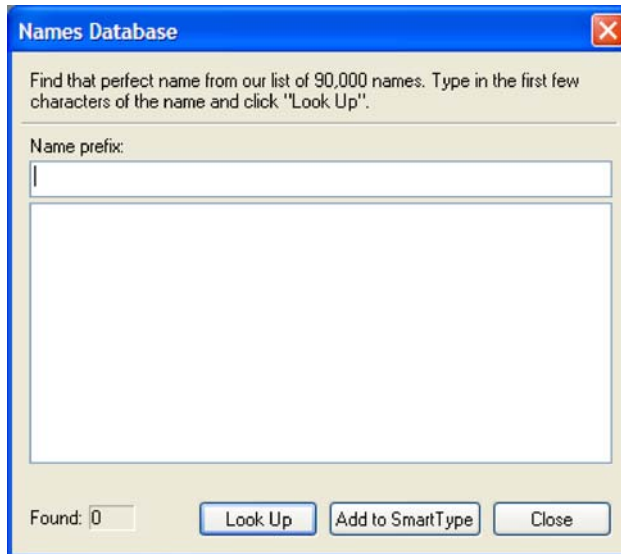 Names Database
Find that perfect name from our list of 90,000 names. Type in the first few
characters of the name and click "Look Up".
Name prefix:
Found: 0
Look Up
Add to SmartType
Close